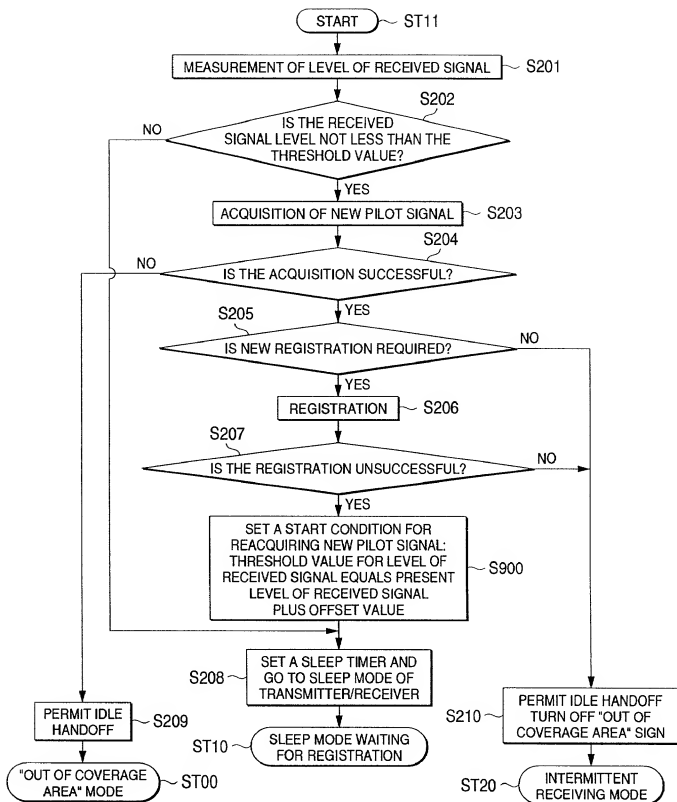 START
ST11
MEASUREMENT OF LEVEL OF RECEIVED SIGNAL
S201
S202
NO
IS THE RECEIVED
SIGNAL LEVEL NOT LESS THAN THE
THRESHOLD VALUE?
YES
ACQUISITION OF NEW PILOT SIGNAL
S203
S204
NO
IS THE ACQUISITION SUCCESSFUL?
YES
S205
NO
IS NEW REGISTRATION REQUIRED?
YES
REGISTRATION
S206
S207
NO
IS THE REGISTRATION UNSUCCESSFUL?
YES
SET A START CONDITION FOR
REACQUIRING NEW PILOT SIGNAL:
THRESHOLD VALUE FOR LEVEL OF
RECEIVED SIGNAL EQUALS PRESENT
LEVEL OF RECEIVED SIGNAL
PLUS OFFSET VALUE
S900
S208
SET A SLEEP TIMER AND
GO TO SLEEP MODE OF
TRANSMITTER/RECEIVER
PERMIT IDLE
HANDOFF
S209
S210
PERMIT IDLE HANDOFF
TURN OFF "OUT OF
COVERAGE AREA" SIGN
ST10
SLEEP MODE WAITING
FOR REGISTRATION
"OUT OF COVERAGE
AREA" MODE
ST00
ST20
INTERMITTENT
RECEIVING MODE